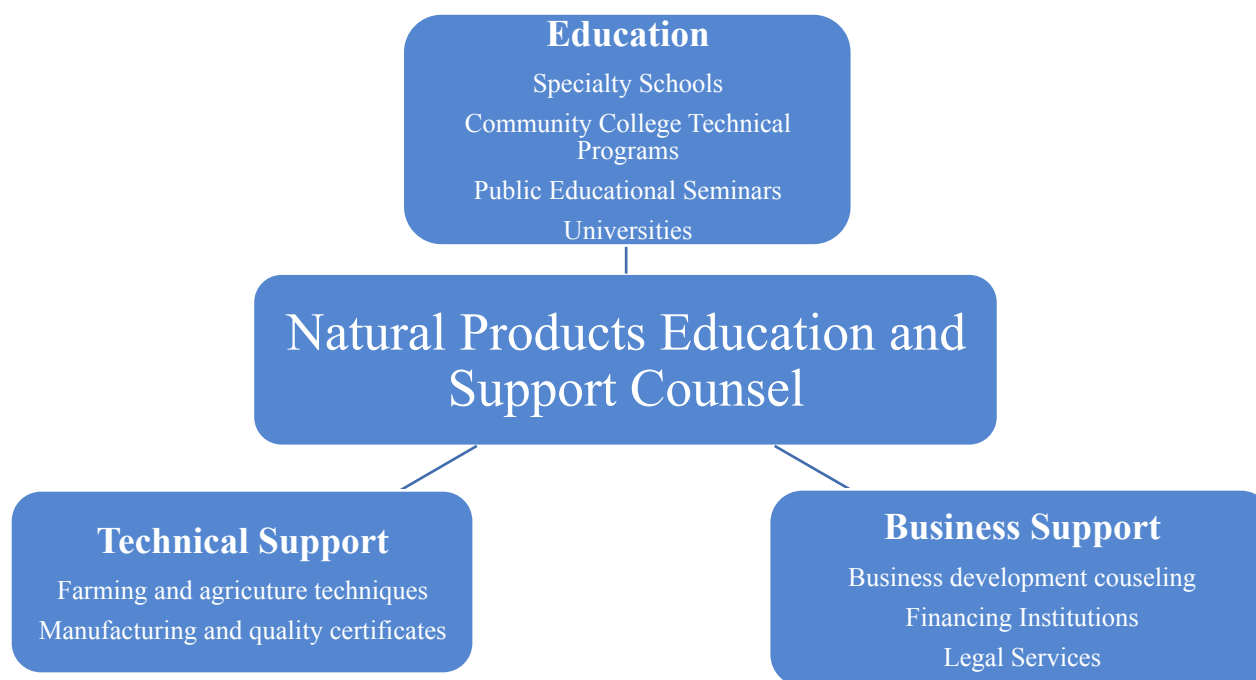 Education
Specialty Schools
Community College Technical
Programs
Public Educational Seminars
Universities
Natural Products Education and
Support Counsel
Technical Support
Farming and agricuture techniques
Manufacturing and quality certificates
Business Support
Business development couseling
Financing Institutions
Legal Services